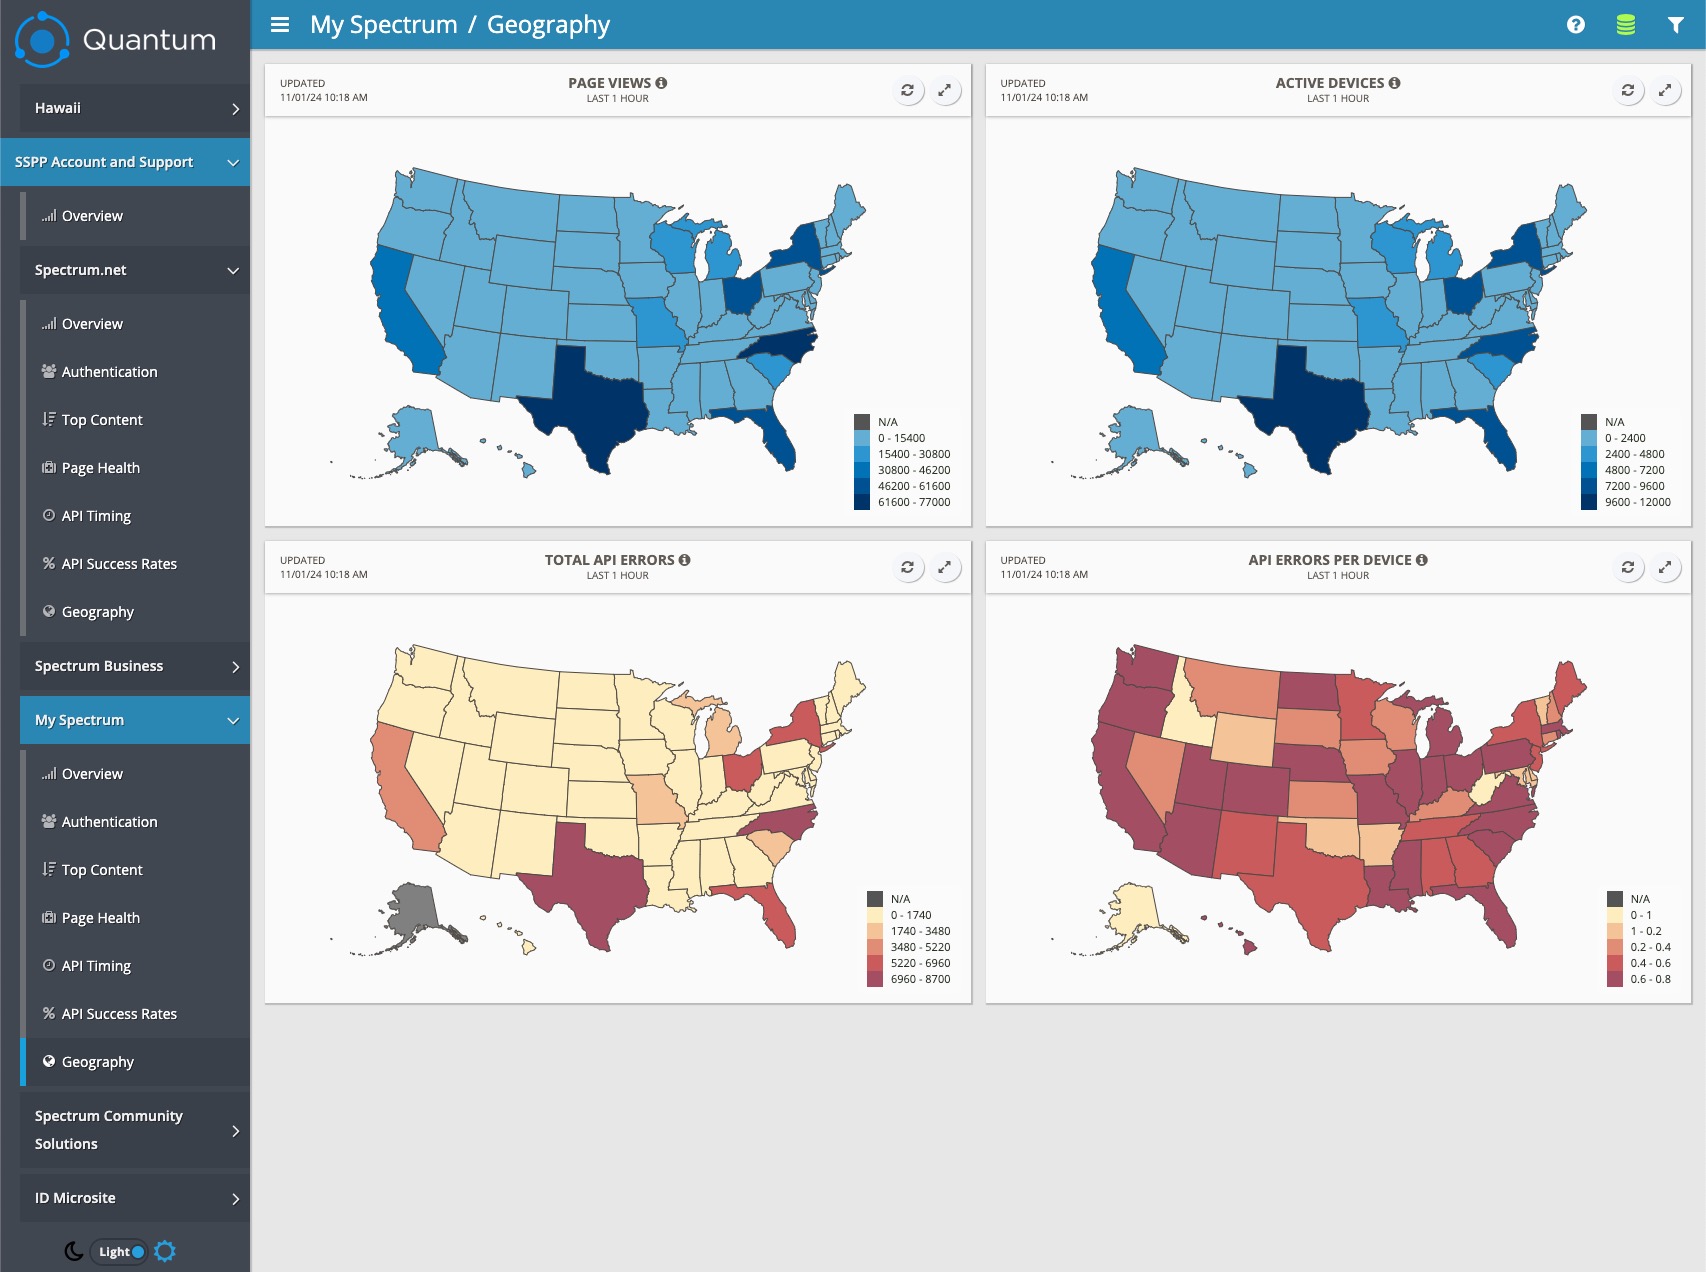 Quantum
Hawaii
SSPP Account and Support
Overview
Spectrum.net
Overview
Authentication
Top Content
Page Health
API Timing
API Success Rates
Geography
Spectrum Business
My Spectrum
Overview
Authentication
Top Content
Page Health
API Timing
API Success Rates
Geography
Spectrum Community
Solutions
ID Microsite
Light
My Spectrum / Geography
UPDATED
11/01/24 10:18 AM
PAGE VIEWS
LAST 1 HOUR
N/A
0 - 15400
15400 - 30800
30800 - 46200
46200 - 61600
61600 - 77000
UPDATED
11/01/24 10:18 AM
ACTIVE DEVICES
LAST 1 HOUR
N/A
0 - 2400
2400 - 4800
4800 - 7200
7200 - 9600
9600 - 12000
UPDATED
11/01/24 10:18 AM
TOTAL API ERRORS
LAST 1 HOUR
N/A
0 - 1740
1740 - 3480
3480 - 5220
5220 - 6960
6960 - 8700
UPDATED
11/01/24 10:18 AM
API ERRORS PER DEVICE
LAST 1 HOUR
N/A
0 - 1
1 - 0.2
0.2 - 0.4
0.4 - 0.6
0.6 - 0.8